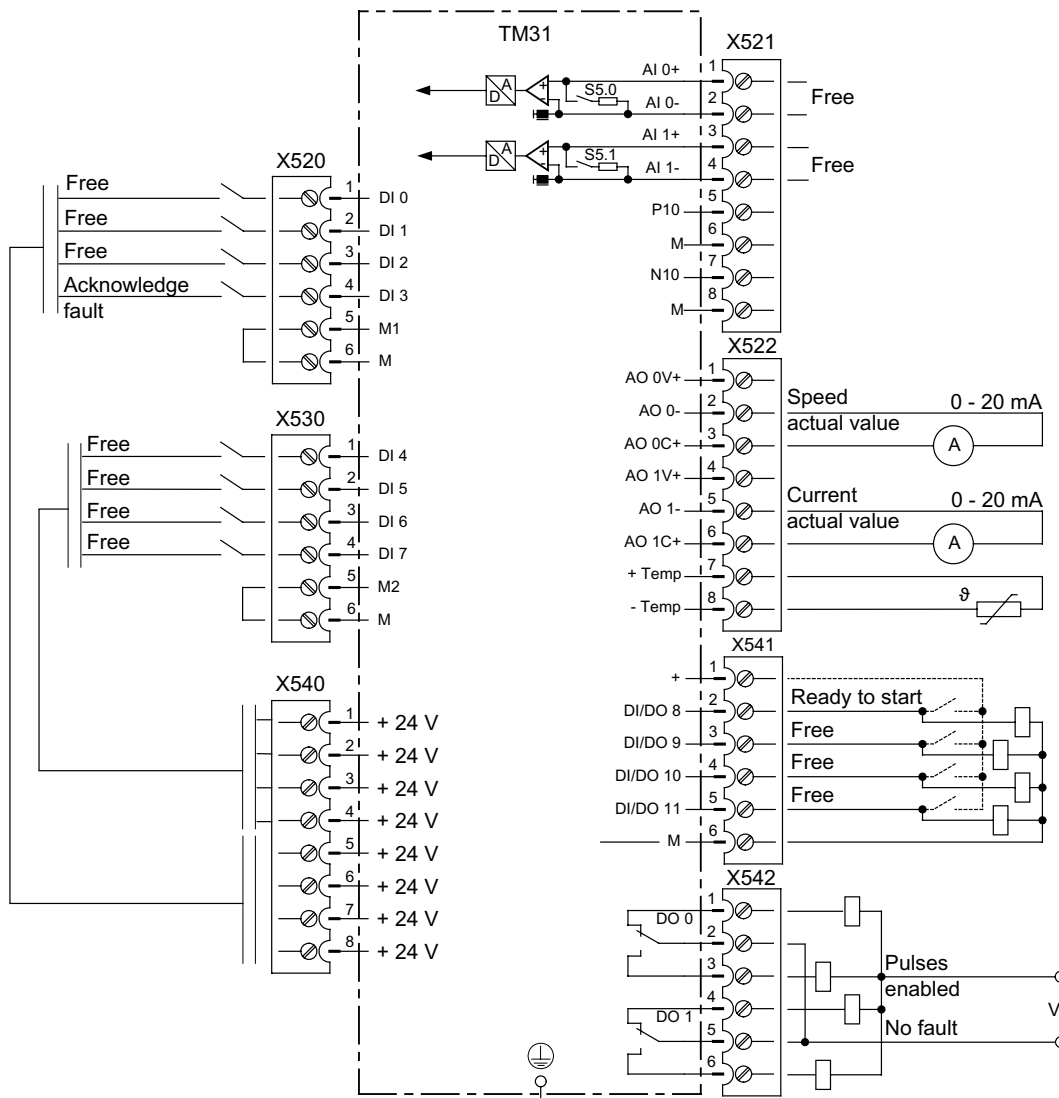 TM31
X521
1 AI 0+
2 AI 0-
3 AI 1+
4 AI 1-
5 P10
6 M
7 N10
8 M
S5.0
S5.1
A
D
A
D
+
-
+
-
Free
Free
X520
Free 1 DI 0
Free 2 DI 1
Free 3 DI 2
Acknowledge 4 DI 3
fault
5 M1
6 M
X530
Free 1 DI 4
Free 2 DI 5
Free 3 DI 6
Free 4 DI 7
5 M2
6 M
X540
1 + 24 V
2 + 24 V
3 + 24 V
4 + 24 V
5 + 24 V
6 + 24 V
7 + 24 V
8 + 24 V
X522
AO 0V+ 1
AO 0- 2 Speed 0 - 20 mA
actual value
AO 0C+ 3 A
AO 1V+ 4
AO 1- 5 Current 0 - 20 mA
actual value
AO 1C+ 6 A
+ Temp 7
- Temp 8 ϑ
X541
+ 1
DI/DO 8 2 Ready to start
DI/DO 9 3 Free
DI/DO 10 4 Free
DI/DO 11 5 Free
M 6
X542
DO 0 1
2
3 Pulses
enabled
DO 1 4
5 No fault
6
V